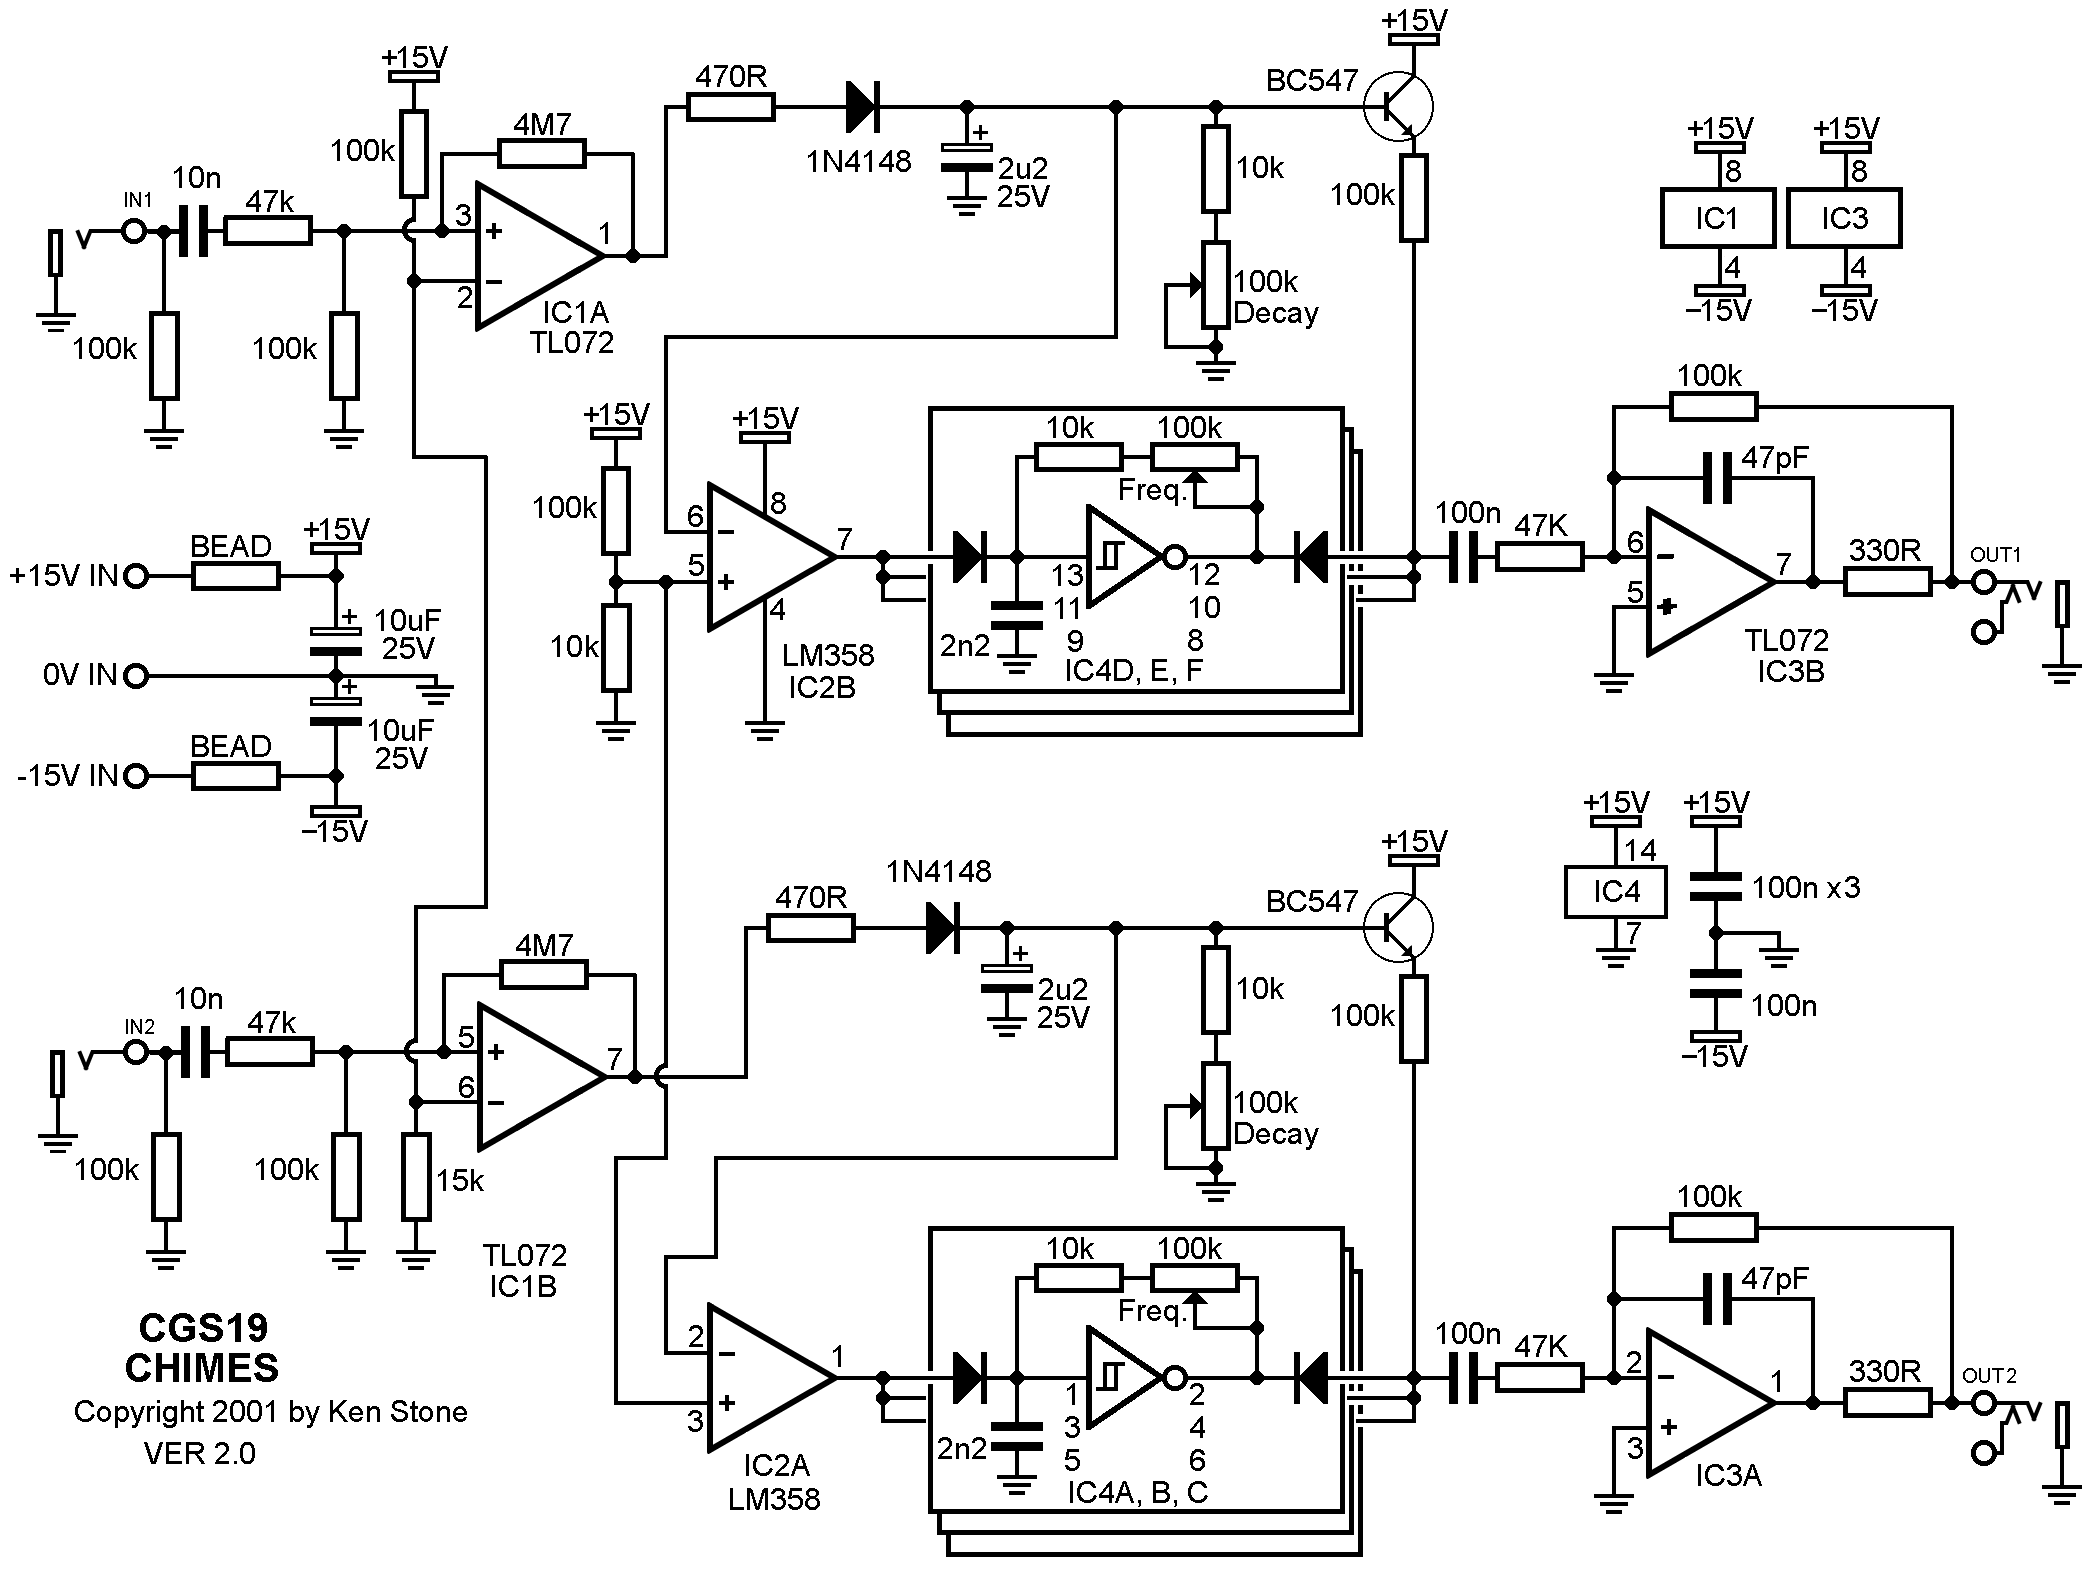 +15V
100k
4M7
10n
IN1
47k
3
+
1
2
−
IC1A
TL072
100k
100k
470R
1N4148
+
2u2
25V
10k
100k
Decay
BC547
+15V
100k
+15V
8
IC1
4
−15V
+15V
8
IC3
4
−15V
+15V
100k
10k
+15V
8
6
−
5
+
7
4
LM358
IC2B
10k
100k
Freq.
13
11
9
12
10
8
2n2
IC4D, E, F
100n
47K
100k
47pF
6
−
5
+
7
TL072
IC3B
330R
OUT1
+15V IN
BEAD
+15V
+
10uF
25V
0V IN
+
10uF
25V
-15V IN
BEAD
−15V
+15V
14
IC4
7
+15V
100n x3
100n
−15V
4M7
10n
IN2
47k
5
+
6
−
7
100k
100k
15k
TL072
IC1B
470R
1N4148
+
2u2
25V
10k
100k
Decay
BC547
+15V
100k
2
−
3
+
1
IC2A
LM358
10k
100k
Freq.
1
3
5
2
4
6
2n2
IC4A, B, C
100n
47K
100k
47pF
2
−
3
+
1
IC3A
330R
OUT2
CGS19
CHIMES
Copyright 2001 by Ken Stone
VER 2.0